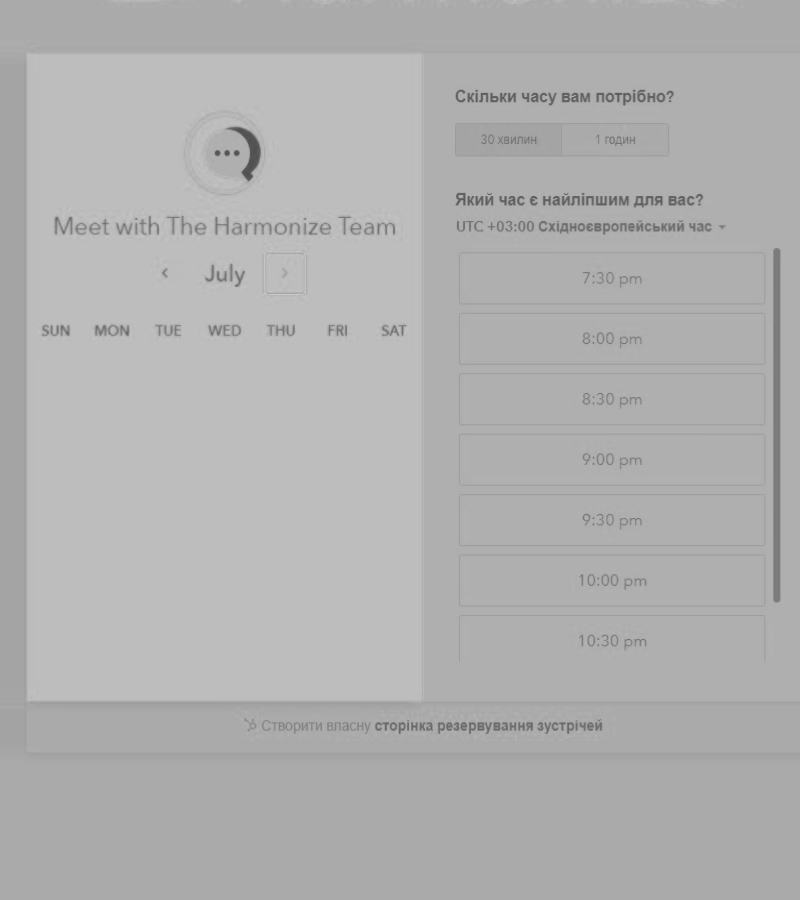 Meet with The Harmonize Team
July
SUN MON TUE WED THU FRI SAT
Скільки часу вам потрібно?
30 хвилин 1 годин
Який час є найліпшим для вас?
UTC +03:00 Східноєвропейський час
7:30 pm
8:00 pm
8:30 pm
9:00 pm
9:30 pm
10:00 pm
10:30 pm
Створити власну сторінка резервування зустрічей